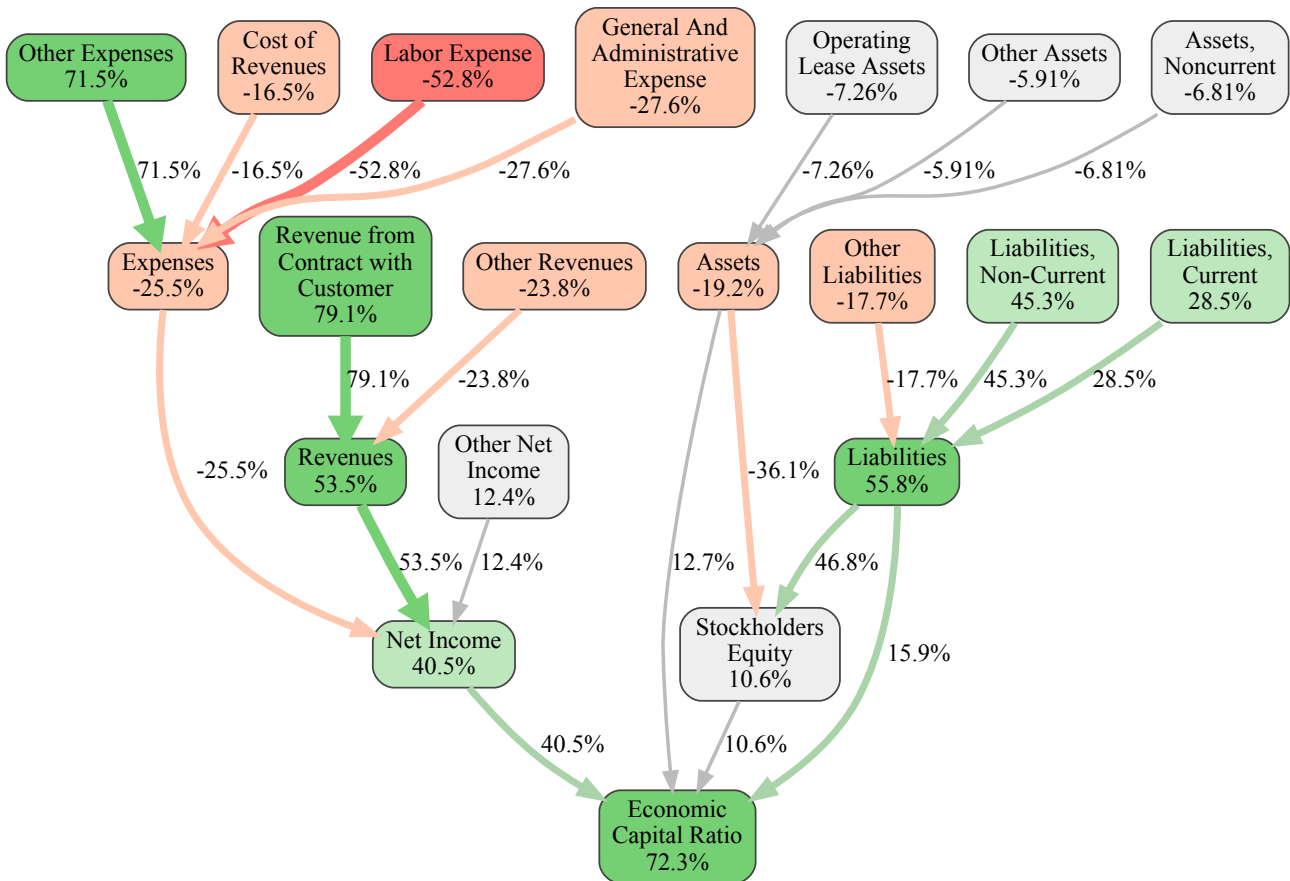 Other Expenses
71.5%
Cost of
Revenues
-16.5%
Labor Expense
-52.8%
General And
Administrative
Expense
-27.6%
Operating
Lease Assets
-7.26%
Other Assets
-5.91%
Assets,
Noncurrent
-6.81%
71.5%
-16.5%
-52.8%
-27.6%
-7.26%
-5.91%
-6.81%
Expenses
-25.5%
Revenue from
Contract with
Customer
79.1%
Other Revenues
-23.8%
Assets
-19.2%
Other
Liabilities
-17.7%
Liabilities,
Non-Current
45.3%
Liabilities,
Current
28.5%
79.1%
-23.8%
-17.7%
45.3%
28.5%
-25.5%
Revenues
53.5%
Other Net
Income
12.4%
-36.1%
Liabilities
55.8%
53.5%
12.4%
12.7%
46.8%
Net Income
40.5%
Stockholders
Equity
10.6%
15.9%
40.5%
10.6%
Economic
Capital Ratio
72.3%